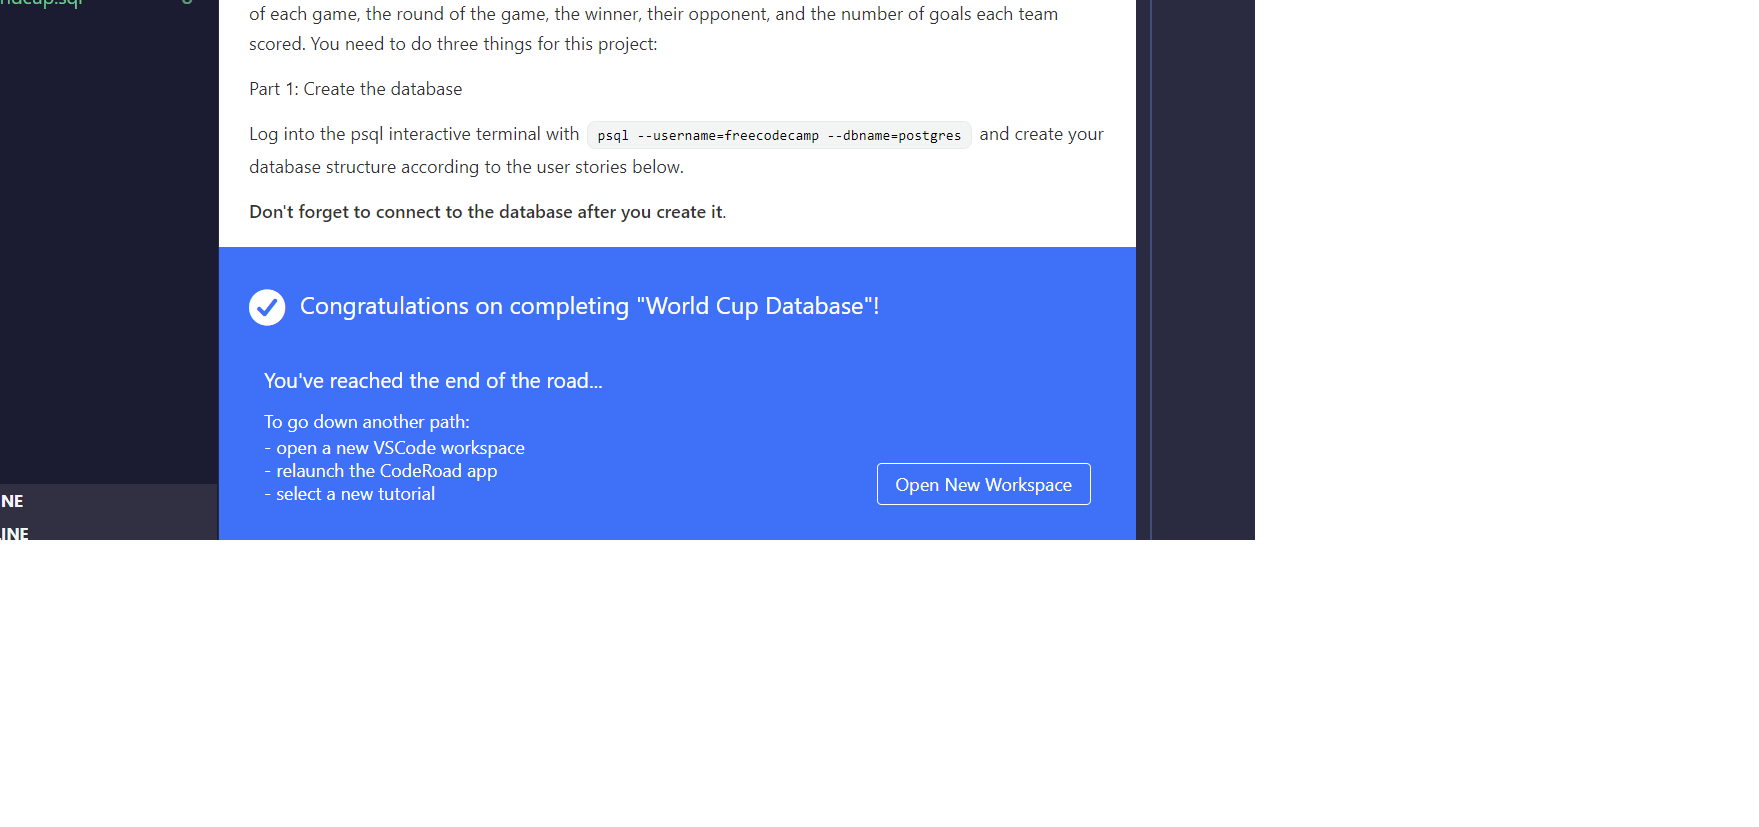 of each game, the round of the game, the winner, their opponent, and the number of goals each team
scored. You need to do three things for this project:
Part 1: Create the database
Log into the psql interactive terminal with psql --username=freecodecamp --dbname=postgres and create your
database structure according to the user stories below.
Don't forget to connect to the database after you create it.
Congratulations on completing "World Cup Database"!
You've reached the end of the road...
To go down another path:
- open a new VSCode workspace
- relaunch the CodeRoad app
- select a new tutorial
Open New Workspace
NE
INE